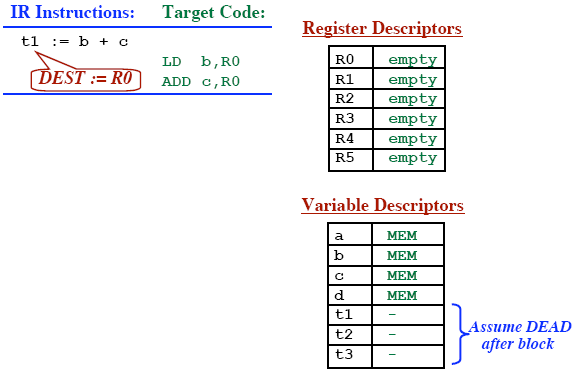 IR Instructions: Target Code:
t1 := b + c
LD b,R0
DEST := R0
ADD c,R0
Register Descriptors
R0 empty
R1 empty
R2 empty
R3 empty
R4 empty
R5 empty
Variable Descriptors
a MEM
b MEM
c MEM
d MEM
t1 -
t2 -
t3 -
Assume DEAD
after block